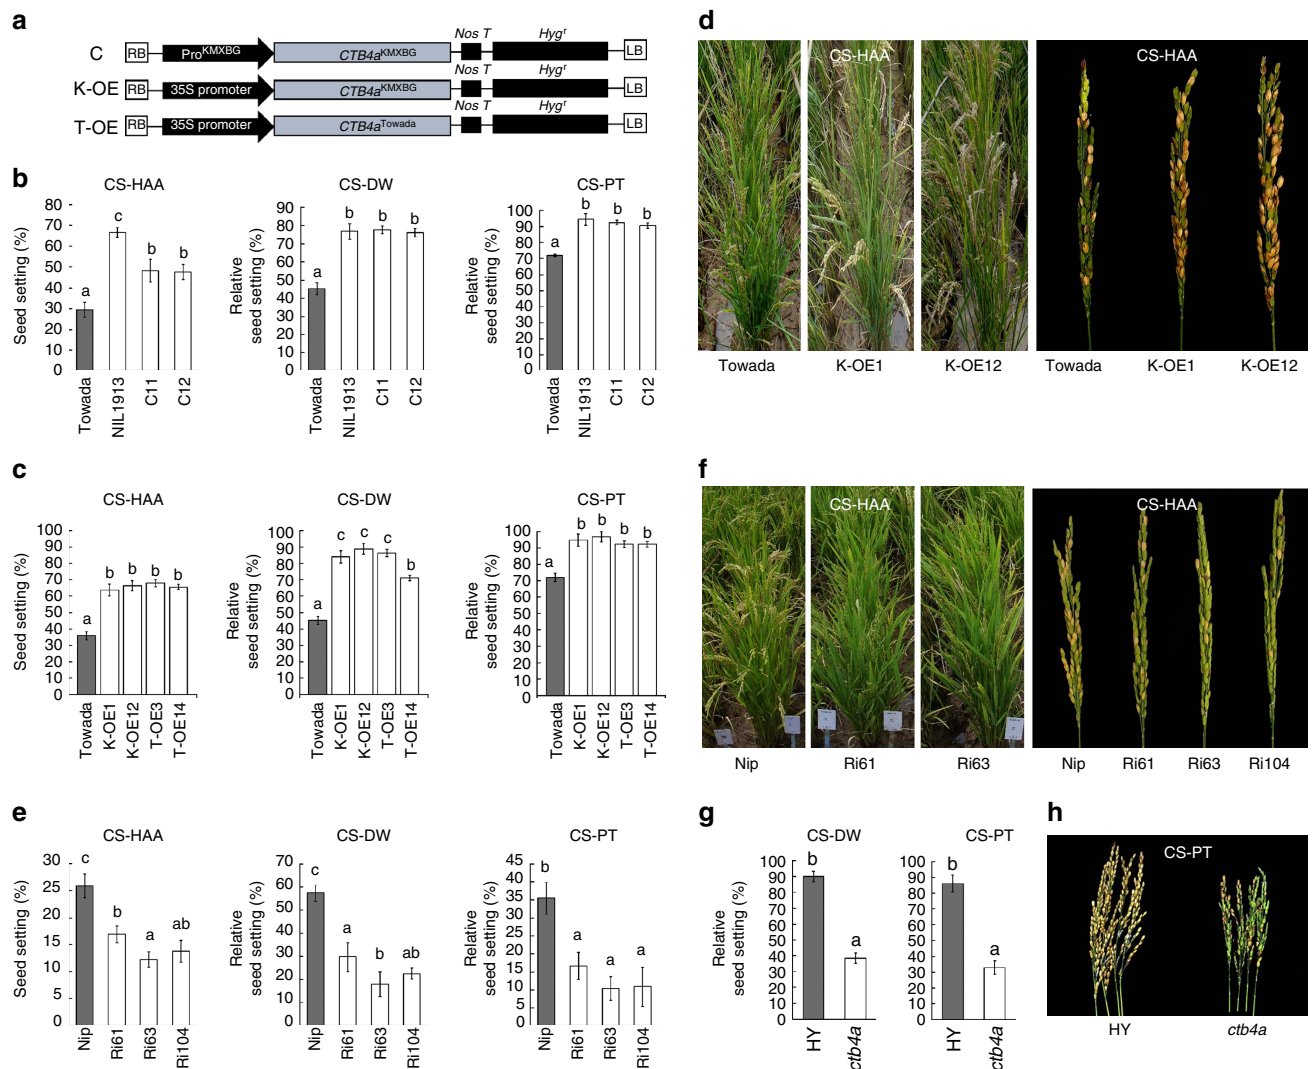 a
C RB Pro^KMXBG CTB4a^KMXBG Nos T Hyg^r LB
K-OE RB 35S promoter CTB4a^KMXBG Nos T Hyg^r LB
T-OE RB 35S promoter CTB4a^Towada Nos T Hyg^r LB
b
CS-HAA
Seed setting (%)
80
70
60
50
40
30
20
10
0
a c b b
Towada NIL1913 C11 C12
CS-DW
Relative
seed setting (%)
90
80
70
60
50
40
30
20
10
0
a b b b
Towada NIL1913 C11 C12
CS-PT
Relative
seed setting (%)
100
90
80
70
60
50
40
30
20
10
0
a b b b
Towada NIL1913 C11 C12
c
CS-HAA
Seed setting (%)
100
90
80
70
60
50
40
30
20
10
0
a b b b b
Towada K-OE1 K-OE12 T-OE3 T-OE14
CS-DW
Relative
seed setting (%)
100
90
80
70
60
50
40
30
20
10
0
a c c c b
Towada K-OE1 K-OE12 T-OE3 T-OE14
CS-PT
Relative
seed setting (%)
100
90
80
70
60
50
40
30
20
10
0
a b b b b
Towada K-OE1 K-OE12 T-OE3 T-OE14
d
CS-HAA
Towada K-OE1 K-OE12
CS-HAA
Towada K-OE1 K-OE12
e
CS-HAA
Seed setting (%)
30
25
20
15
10
5
0
c b a ab
Nip Ri61 Ri63 Ri104
CS-DW
Relative
seed setting (%)
70
60
50
40
30
20
10
0
c a b ab
Nip Ri61 Ri63 Ri104
CS-PT
Relative
seed setting (%)
45
40
35
30
25
20
15
10
5
0
b a a a
Nip Ri61 Ri63 Ri104
f
CS-HAA
Nip Ri61 Ri63
CS-HAA
Nip Ri61 Ri63 Ri104
g
CS-DW
Relative
seed setting (%)
100
90
80
70
60
50
40
30
20
10
0
b a
HY ctb4a
CS-PT
100
90
80
70
60
50
40
30
20
10
0
b a
HY ctb4a
h
CS-PT
HY ctb4a